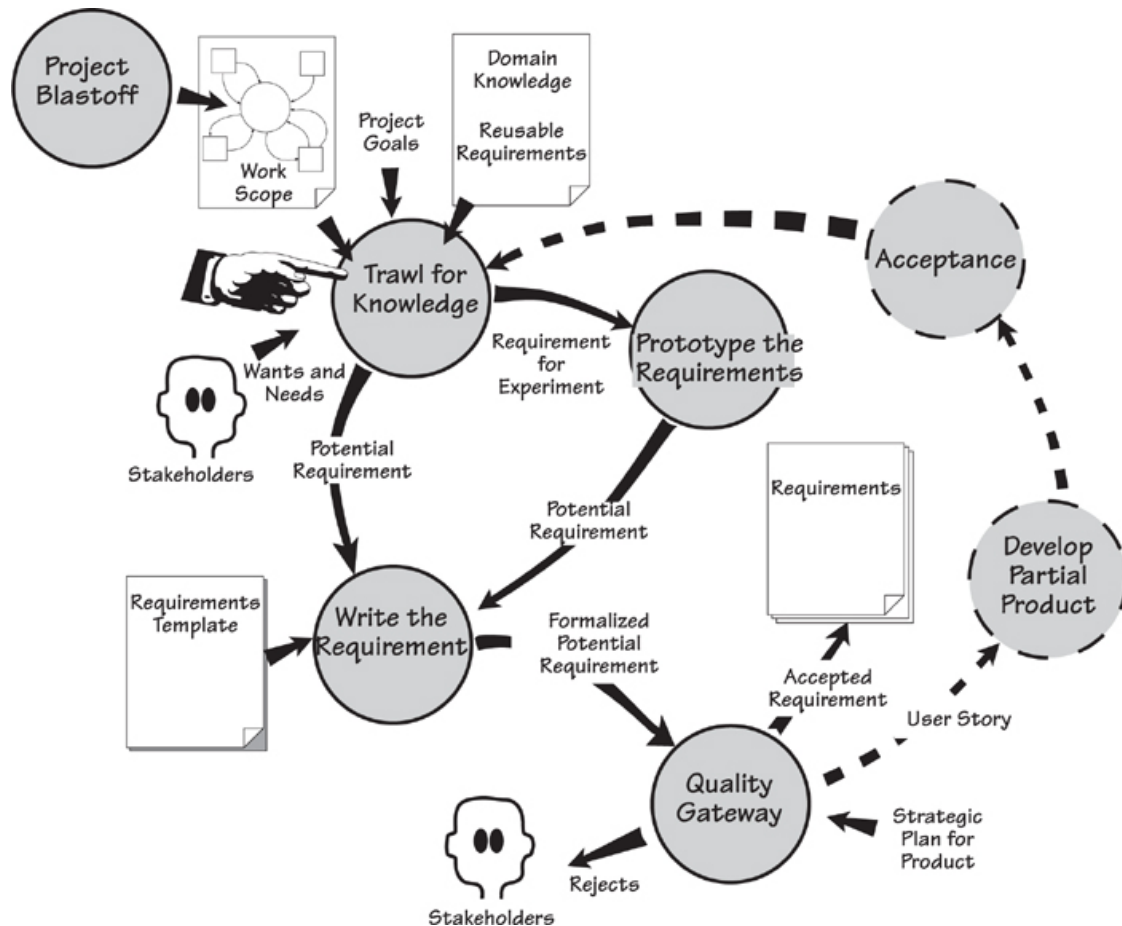 Project
Blastoff
Work
Scope
Project
Goals
Domain
Knowledge
Reusable
Requirements
Trawl for
Knowledge
Acceptance
Requirement
for
Experiment
Prototype the
Requirements
Wants and
Needs
Stakeholders
Potential
Requirement
Potential
Requirement
Requirements
Develop
Partial
Product
Requirements
Template
Write the
Requirement
Formalized
Potential
Requirement
Accepted
Requirement
User Story
Quality
Gateway
Strategic
Plan for
Product
Rejects
Stakeholders